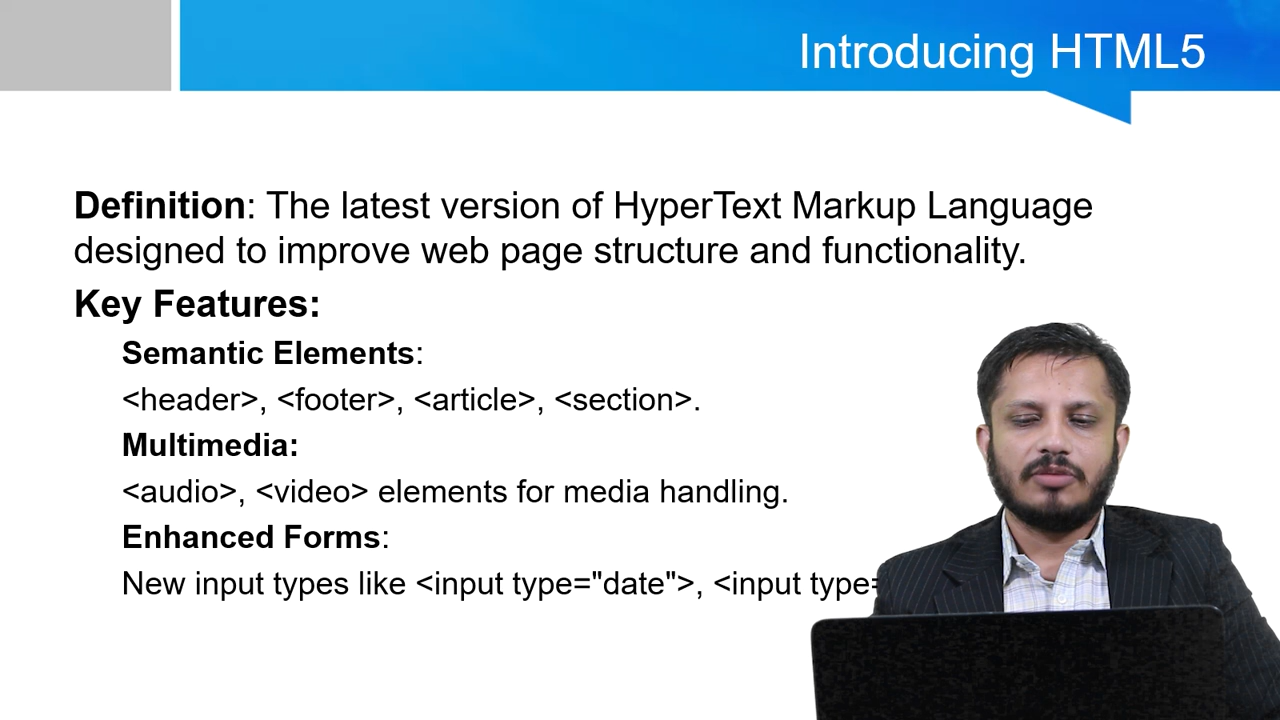 Introducing HTML5
Definition: The latest version of HyperText Markup Language
designed to improve web page structure and functionality.
Key Features:
Semantic Elements:
<header>, <footer>, <article>, <section>.
Multimedia:
<audio>, <video> elements for media handling.
Enhanced Forms:
New input types like <input type="date">, <input type=